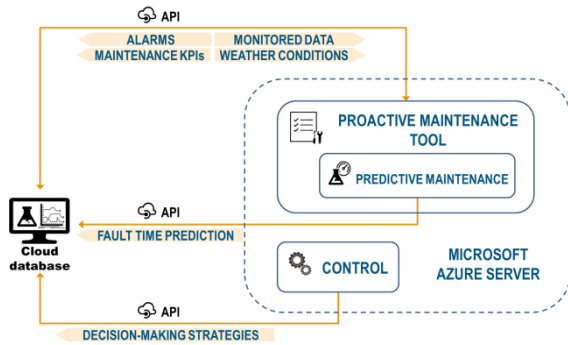 API
ALARMS
MONITORED DATA
MAINTENANCE KPIs
WEATHER CONDITIONS
PROACTIVE MAINTENANCE
TOOL
PREDICTIVE MAINTENANCE
API
FAULT TIME PREDICTION
Cloud
database
CONTROL
MICROSOFT
AZURE SERVER
API
DECISION-MAKING STRATEGIES